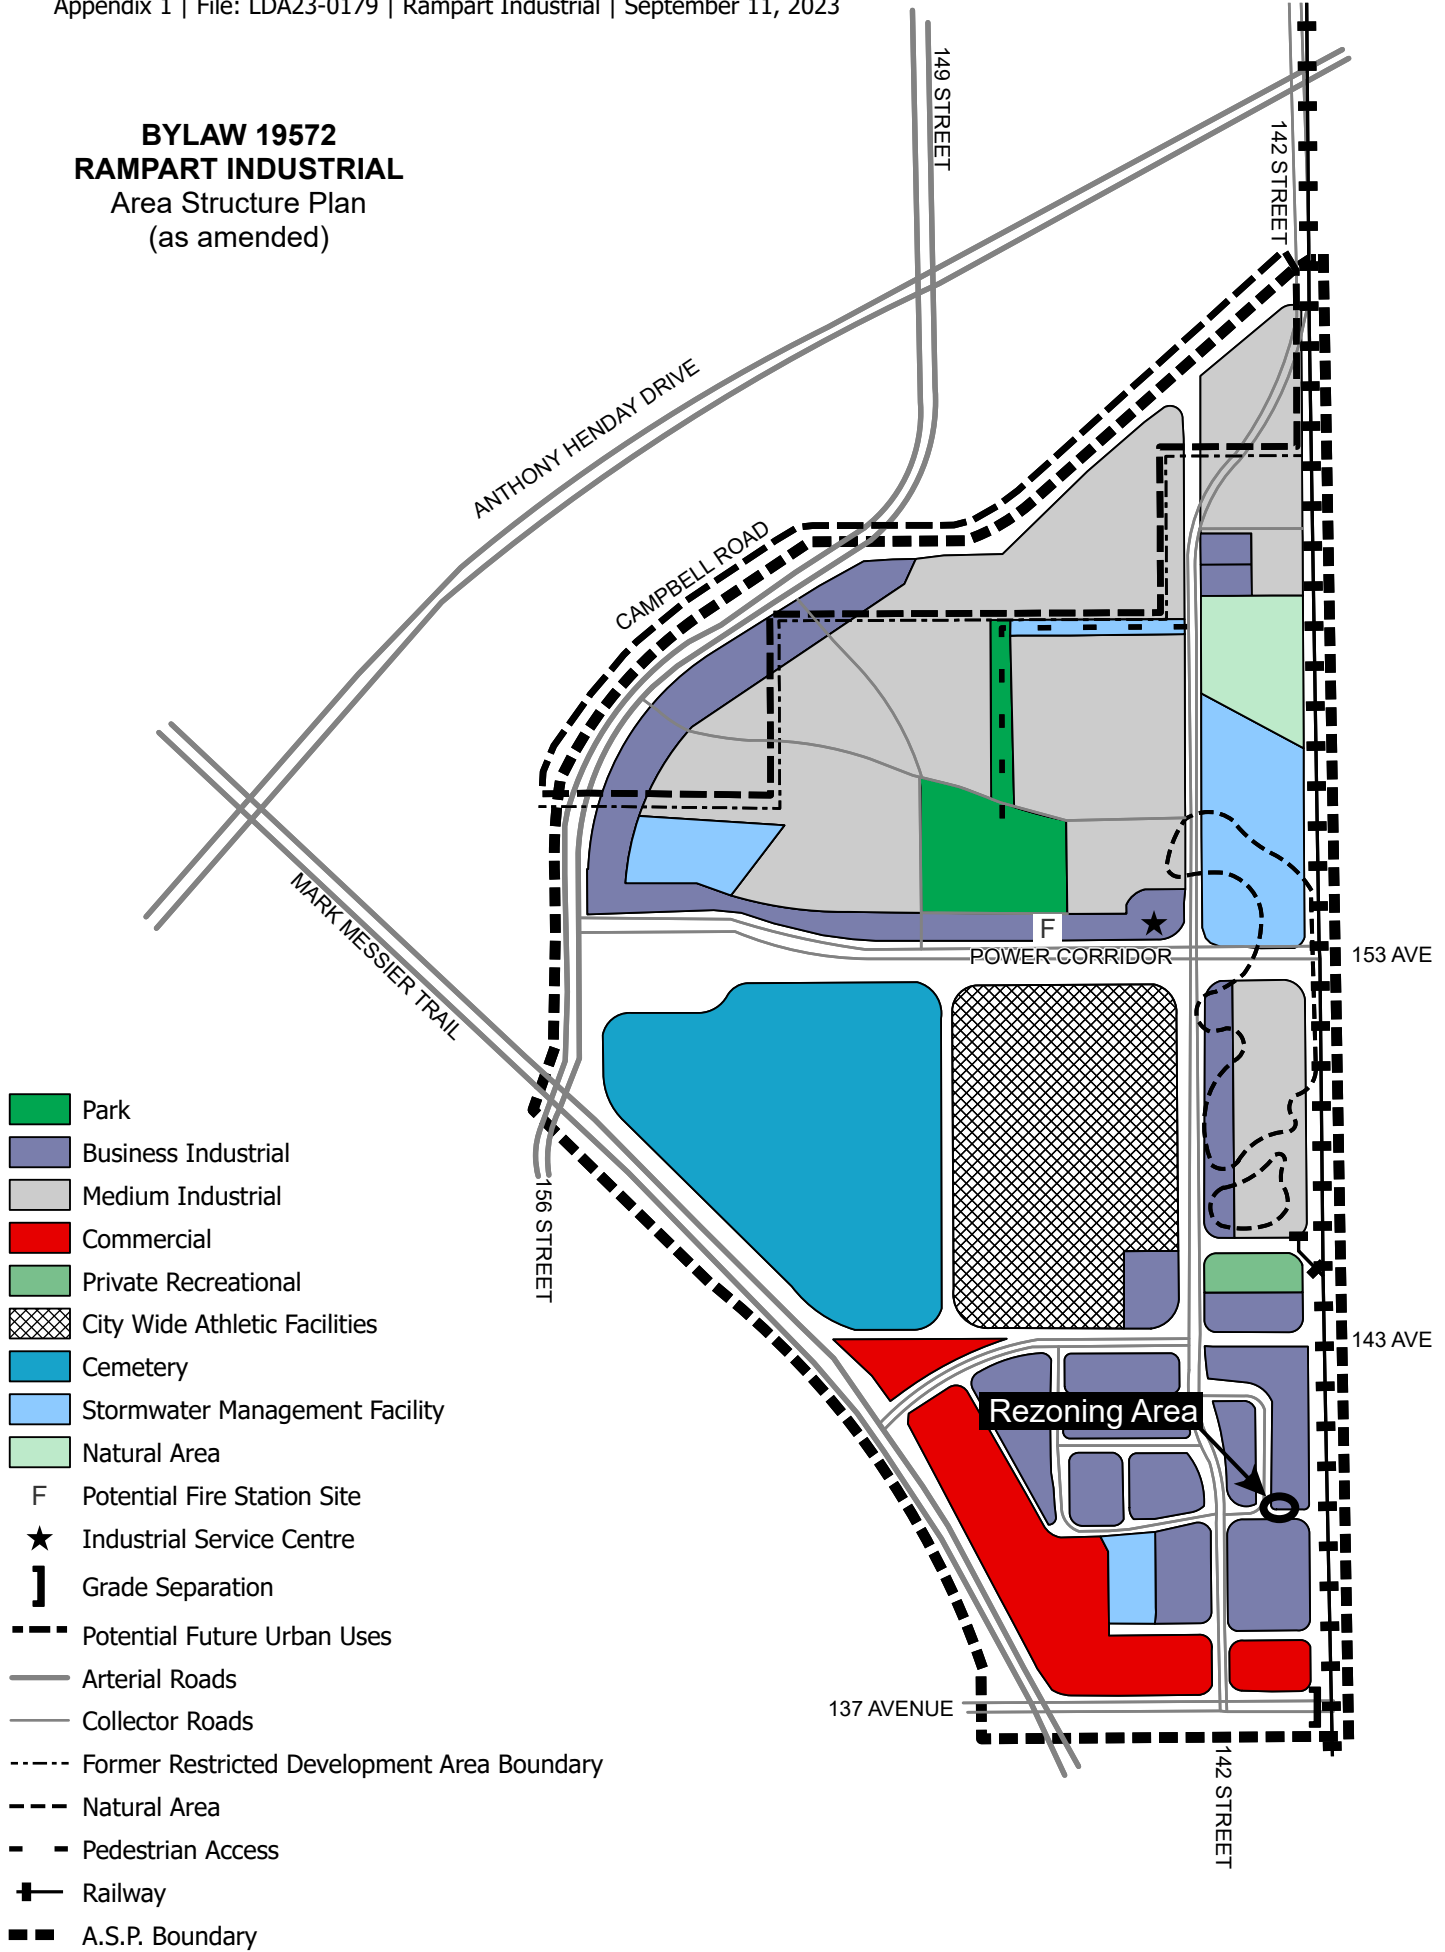 Appendix 1 | File: LDA23-0179 | Rampart Industrial | September 11, 2023
BYLAW 19572
RAMPART INDUSTRIAL
Area Structure Plan
(as amended)
149 STREET
142 STREET
ANTHONY HENDAY DRIVE
CAMPBELL ROAD
MARK MESSIER TRAIL
F
POWER CORRIDOR
153 AVE
156 STREET
143 AVE
Rezoning Area
137 AVENUE
142 STREET
Park
Business Industrial
Medium Industrial
Commercial
Private Recreational
City Wide Athletic Facilities
Cemetery
Stormwater Management Facility
Natural Area
F Potential Fire Station Site
Industrial Service Centre
Grade Separation
Potential Future Urban Uses
Arterial Roads
Collector Roads
Former Restricted Development Area Boundary
Natural Area
Pedestrian Access
Railway
A.S.P. Boundary